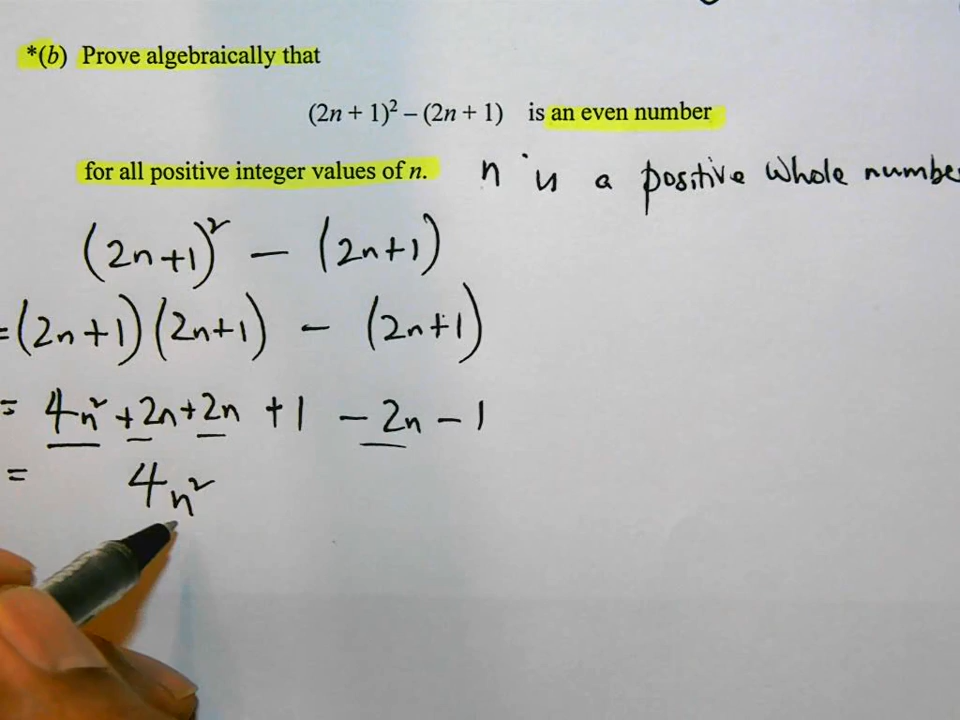 *(b) Prove algebraically that
(2n + 1)² – (2n + 1) is an even number
for all positive integer values of n. n is a positive whole number
(2n+1)² – (2n+1)
=(2n+1)(2n+1) – (2n+1)
= 4n² +2n+2n +1 – 2n – 1
= 4n²